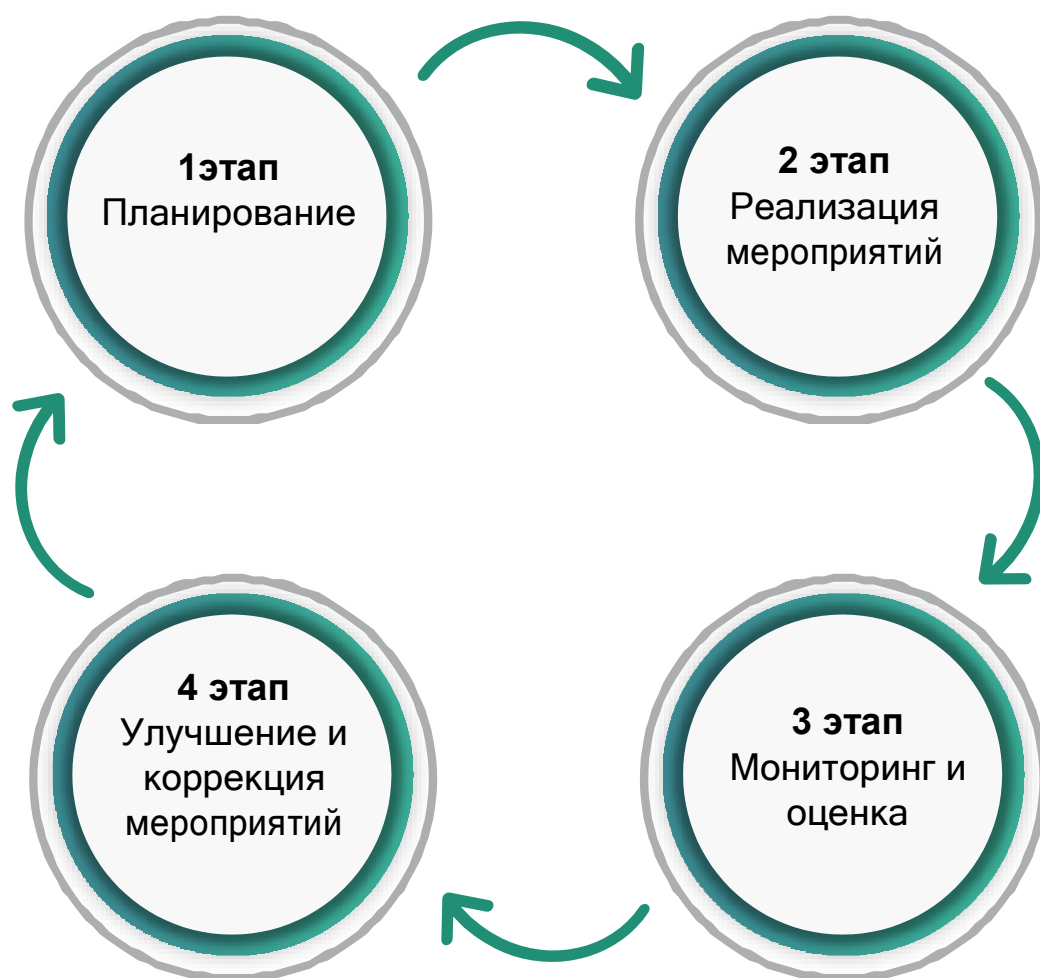 1этап
Планирование
2 этап
Реализация
мероприятий
3 этап
Мониторинг и
оценка
4 этап
Улучшение и
коррекция
мероприятий